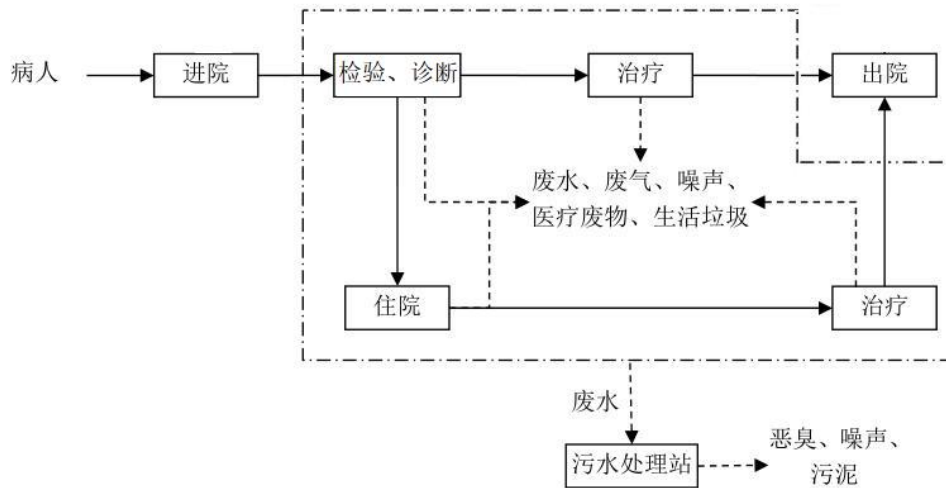 病人
进院
检验、诊断
治疗
出院
废水、废气、噪声、
医疗废物、生活垃圾
住院
治疗
废水
污水处理站
恶臭、噪声、
污泥